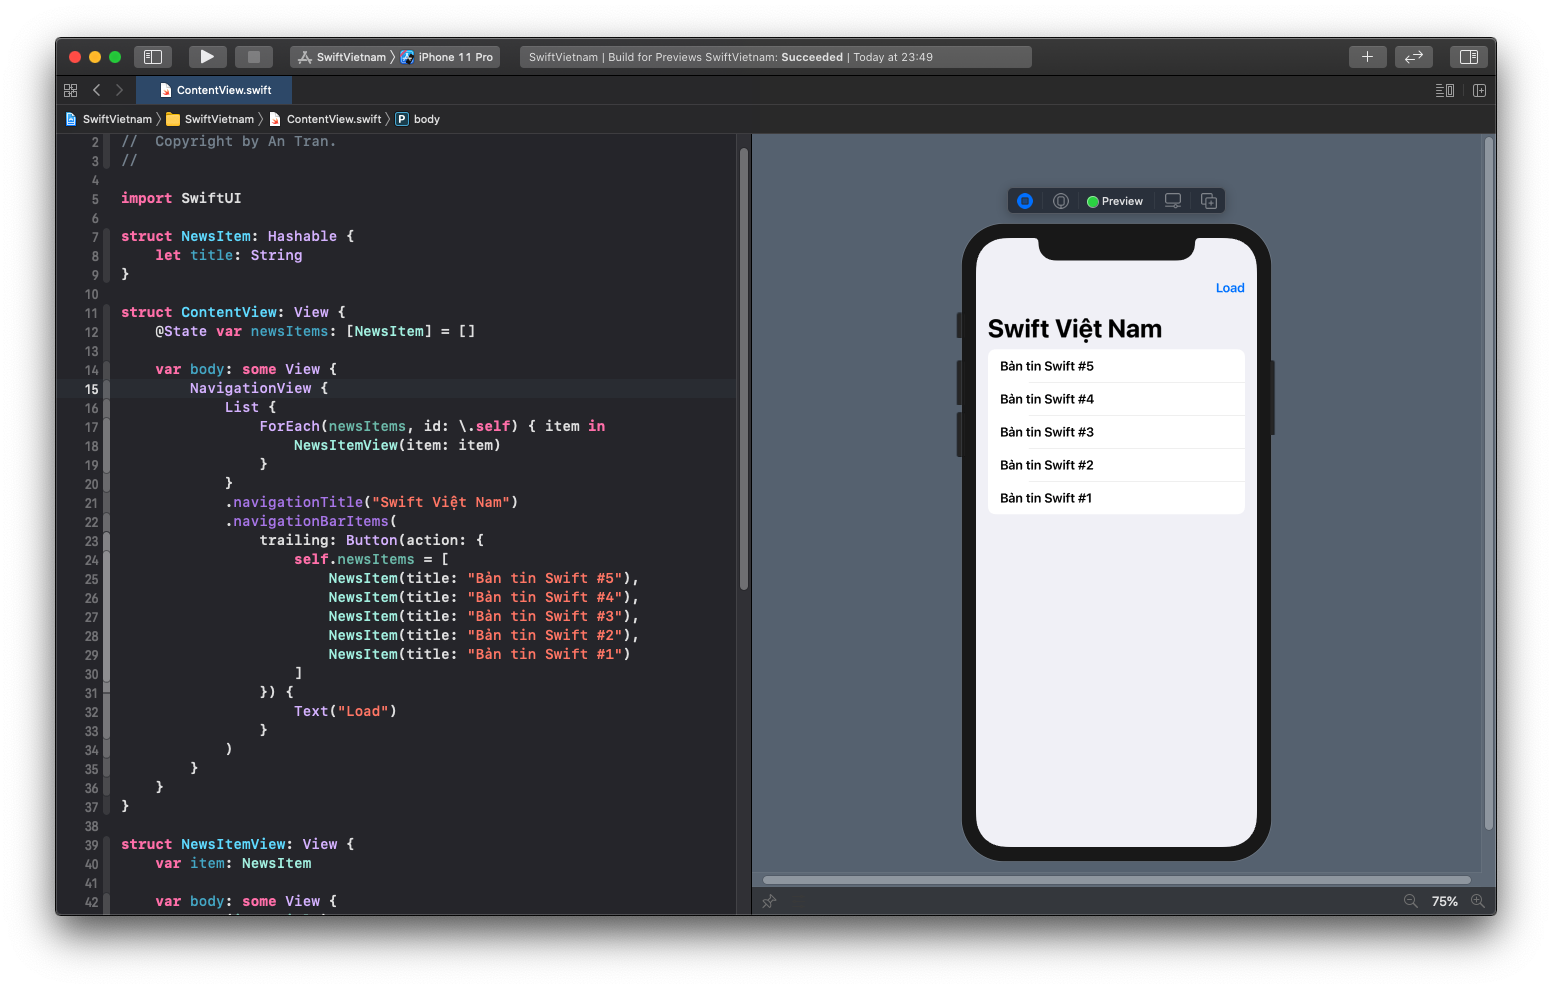 SwiftVietnam iPhone 11 Pro
SwiftVietnam | Build for Previews SwiftVietnam: Succeeded | Today at 23:49
ContentView.swift
SwiftVietnam SwiftVietnam ContentView.swift P body
2 //  Copyright by An Tran.
3 //
4
5 import SwiftUI
6
7 struct NewsItem: Hashable {
8     let title: String
9 }
10
11 struct ContentView: View {
12     @State var newsItems: [NewsItem] = []
13
14     var body: some View {
15         NavigationView {
16             List {
17                 ForEach(newsItems, id: \.self) { item in
18                     NewsItemView(item: item)
19                 }
20             }
21             .navigationTitle("Swift Việt Nam")
22             .navigationBarItems(
23                 trailing: Button(action: {
24                     self.newsItems = [
25                         NewsItem(title: "Bản tin Swift #5"),
26                         NewsItem(title: "Bản tin Swift #4"),
27                         NewsItem(title: "Bản tin Swift #3"),
28                         NewsItem(title: "Bản tin Swift #2"),
29                         NewsItem(title: "Bản tin Swift #1")
30                     ]
31                 }) {
32                     Text("Load")
33                 }
34             )
35         }
36     }
37 }
38
39 struct NewsItemView: View {
40     var item: NewsItem
41
42     var body: some View {
Preview
Load
Swift Việt Nam
Bản tin Swift #5
Bản tin Swift #4
Bản tin Swift #3
Bản tin Swift #2
Bản tin Swift #1
75%